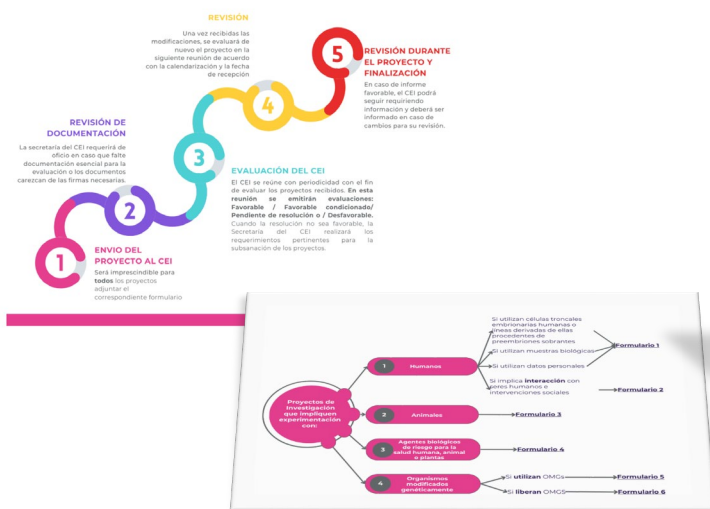 REVISIÓN
Una vez recibidas las
modificaciones, se evaluará de
nuevo el proyecto en la
siguiente reunión de acuerdo
con la calendarización y la fecha
de recepción
4
5
REVISIÓN DURANTE
EL PROYECTO Y
FINALIZACIÓN
En caso de informe
favorable, el CEI podrá
seguir requiriendo
información y deberá ser
informado en caso de
cambios para su revisión.
REVISIÓN DE
DOCUMENTACIÓN
La secretaría del CEI requerirá de
oficio en caso que falte
documentación esencial para la
evaluación o los documentos
carezcan de las firmas necesarias.
2
3
EVALUACIÓN DEL CEI
El CEI se reúne con periodicidad con el fin
de evaluar los proyectos recibidos. En esta
reunión se emitirán evaluaciones:
Favorable / Favorable condicionado/
Pendiente de resolución o / Desfavorable.
Cuando la resolución no sea favorable, la
Secretaría del CEI realizará los
requerimientos pertinentes para la
subsanación de los proyectos.
1
ENVIO DEL
PROYECTO AL CEI
Será imprescindible para
todos los proyectos
adjuntar el
correspondiente formulario
Proyectos de
Investigación
que impliquen
experimentación
con:
1 Humanos
Si utilizan células troncales
embrionarias humanas o
líneas derivadas de ellas
procedentes de
preembriones sobrantes
Si utilizan muestras biológicas
Si utilizan datos personales
Formulario 1
Si implica interacción con
seres humanos e
intervenciones sociales
Formulario 2
2 Animales
Formulario 3
3 Agentes biológicos
de riesgo para la
salud humana, animal
o plantas
Formulario 4
4 Organismos
modificados
genéticamente
Si utilizan OMGs
Formulario 5
Si liberan OMGS
Formulario 6